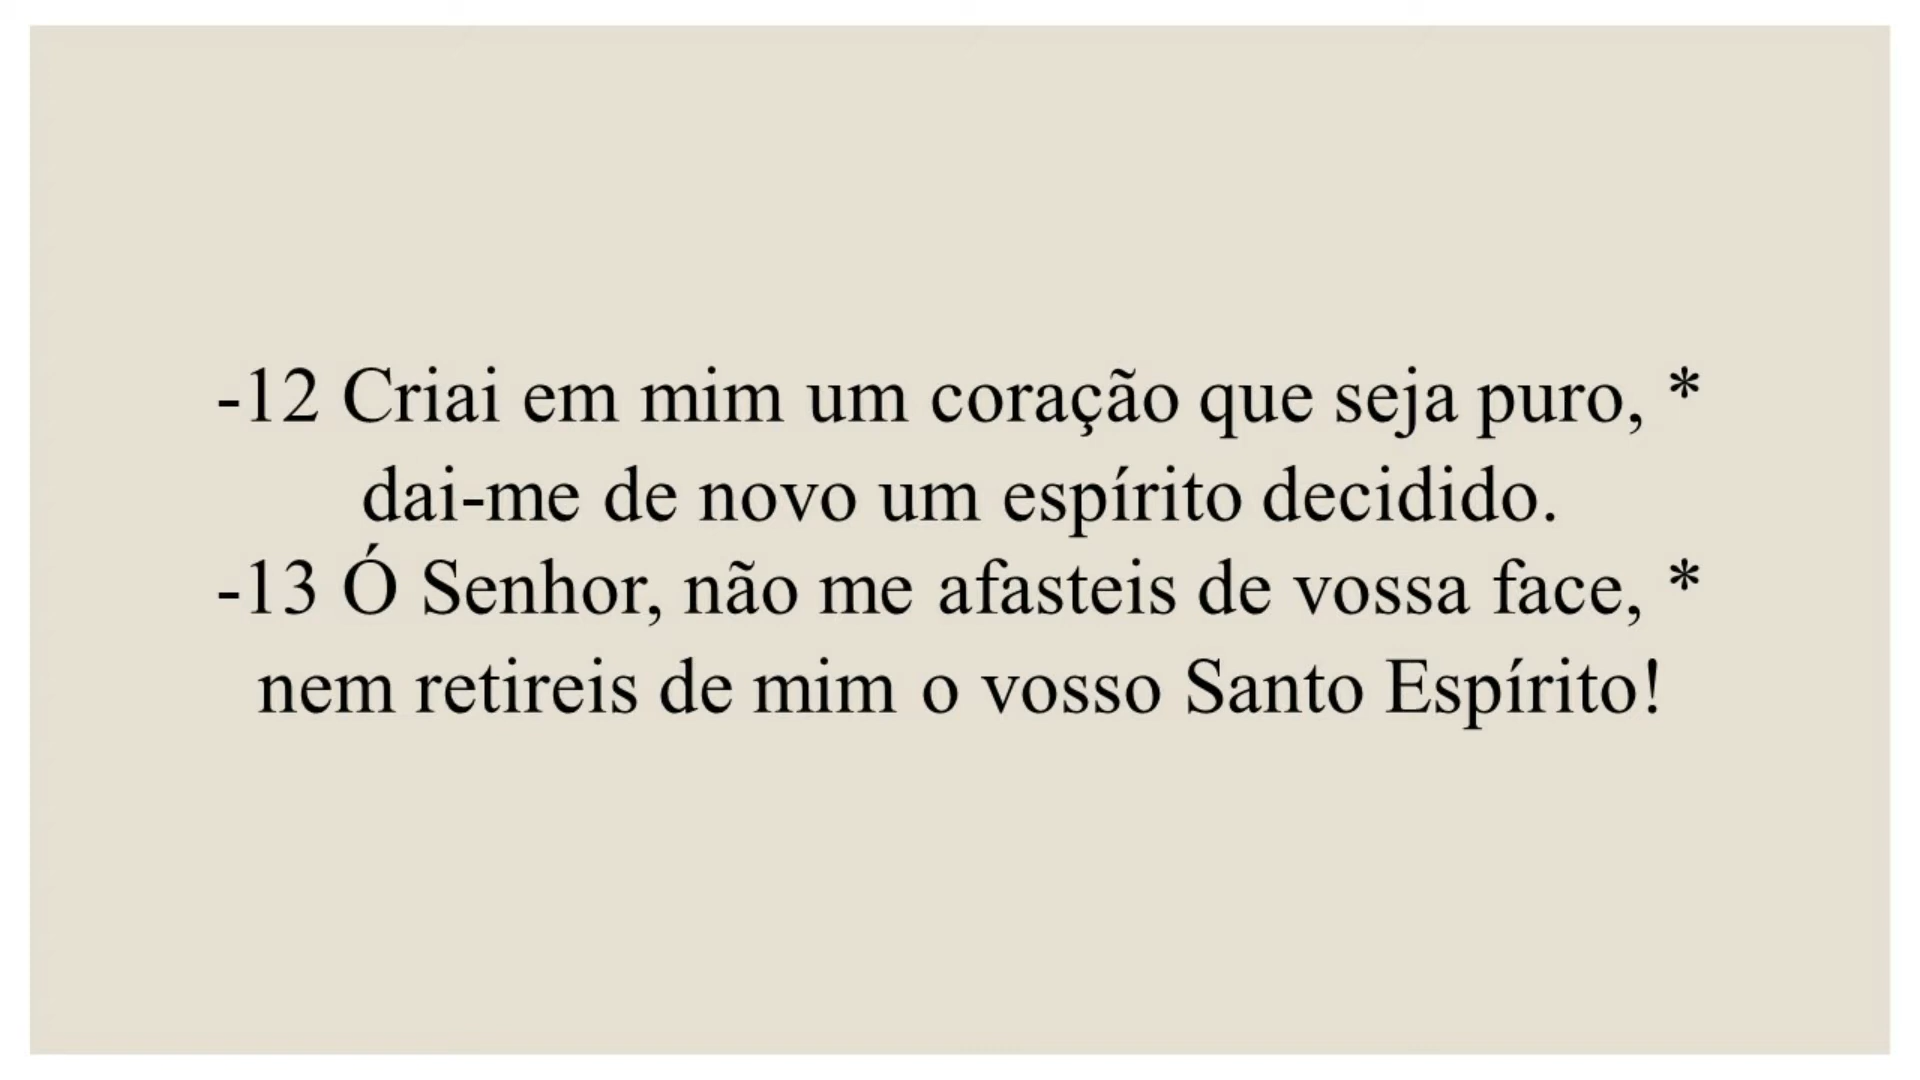 -12 Criai em mim um coração que seja puro, *
dai-me de novo um espírito decidido.
-13 Ó Senhor, não me afasteis de vossa face, *
nem retireis de mim o vosso Santo Espírito!